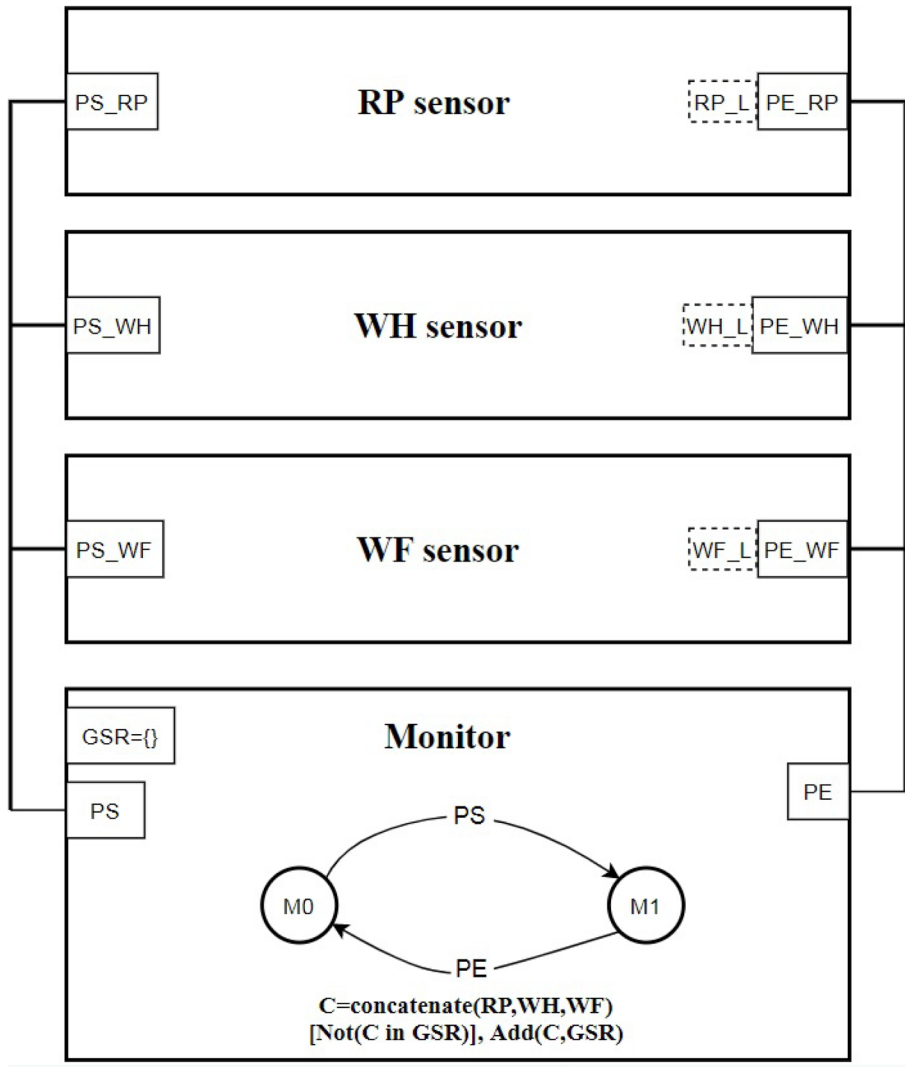 PS_RP
RP sensor
RP_L
PE_RP
PS_WH
WH sensor
WH_L
PE_WH
PS_WF
WF sensor
WF_L
PE_WF
GSR={}
Monitor
PS
PE
PS
M0
M1
PE
C=concatenate(RP,WH,WF)
[Not(C in GSR)], Add(C,GSR)